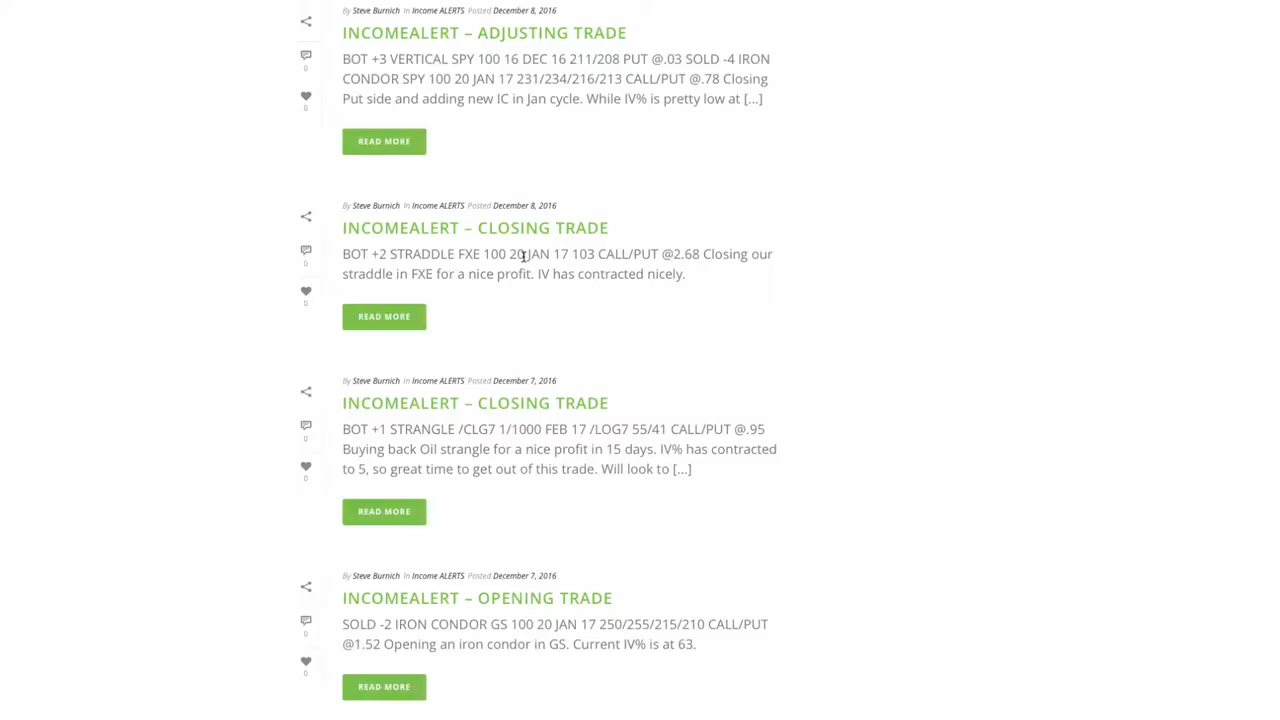 By Steve Burnich In Income ALERTS Posted December 8, 2016
INCOMEALERT – ADJUSTING TRADE
BOT +3 VERTICAL SPY 100 16 DEC 16 211/208 PUT @.03 SOLD -4 IRON
CONDOR SPY 100 20 JAN 17 231/234/216/213 CALL/PUT @.78 Closing
0
Put side and adding new IC in Jan cycle. While IV% is pretty low at [...]
0
READ MORE
By Steve Burnich In Income ALERTS Posted December 8, 2016
INCOMEALERT – CLOSING TRADE
BOT +2 STRADDLE FXE 100 20 JAN 17 103 CALL/PUT @2.68 Closing our
0
straddle in FXE for a nice profit. IV has contracted nicely.
0
READ MORE
By Steve Burnich In Income ALERTS Posted December 7, 2016
INCOMEALERT – CLOSING TRADE
BOT +1 STRANGLE /CLG7 1/1000 FEB 17 /LOG7 55/41 CALL/PUT @.95
0
Buying back Oil strangle for a nice profit in 15 days. IV% has contracted
to 5, so great time to get out of this trade. Will look to [...]
0
READ MORE
By Steve Burnich In Income ALERTS Posted December 7, 2016
INCOMEALERT – OPENING TRADE
SOLD -2 IRON CONDOR GS 100 20 JAN 17 250/255/215/210 CALL/PUT
0
@1.52 Opening an iron condor in GS. Current IV% is at 63.
0
READ MORE